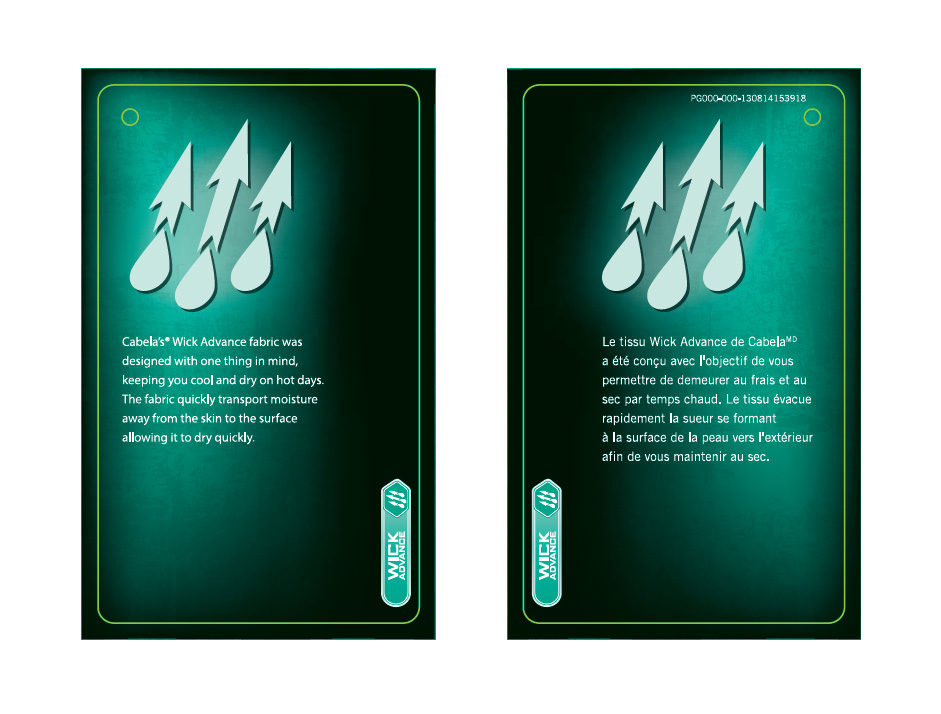 Cabela's® Wick Advance fabric was
designed with one thing in mind,
keeping you cool and dry on hot days.
The fabric quickly transport moisture
away from the skin to the surface
allowing it to dry quickly.
WICK
ADVANCE
PG000-000-130814153918
Le tissu Wick Advance de Cabelaᴹᴰ
a été conçu avec l'objectif de vous
permettre de demeurer au frais et au
sec par temps chaud. Le tissu évacue
rapidement la sueur se formant
à la surface de la peau vers l'extérieur
afin de vous maintenir au sec.
WICK
ADVANCE